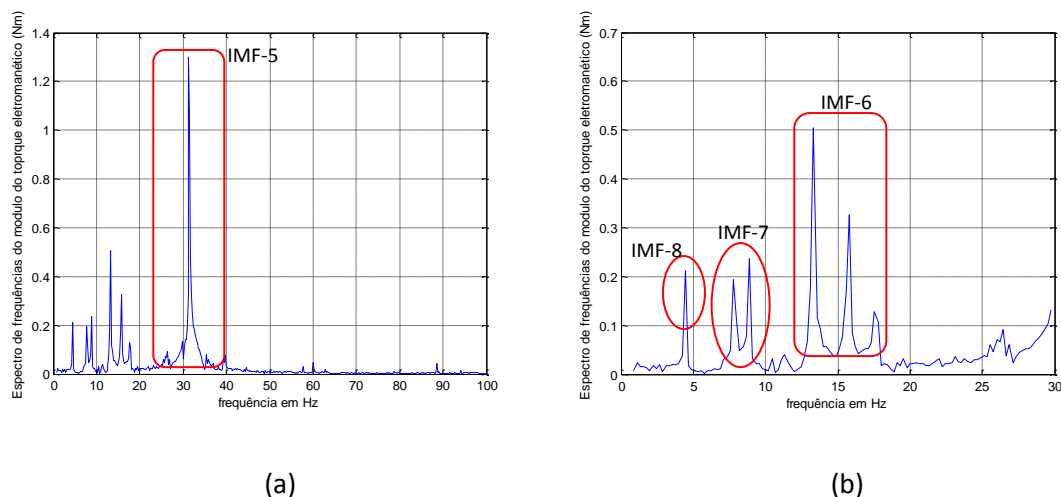 Espectro de frequências do modulo do toprque eletromanético (Nm)
1.4
1.2
1
0.8
0.6
0.4
0.2
0
0 10 20 30 40 50 60 70 80 90 100
frequência em Hz
IMF-5
(a)
Espectro de frequências do modulo do toprque eletromanético (Nm)
0.7
0.6
0.5
0.4
0.3
0.2
0.1
0
0 5 10 15 20 25 30
frequência em Hz
IMF-6
IMF-7
IMF-8
(b)